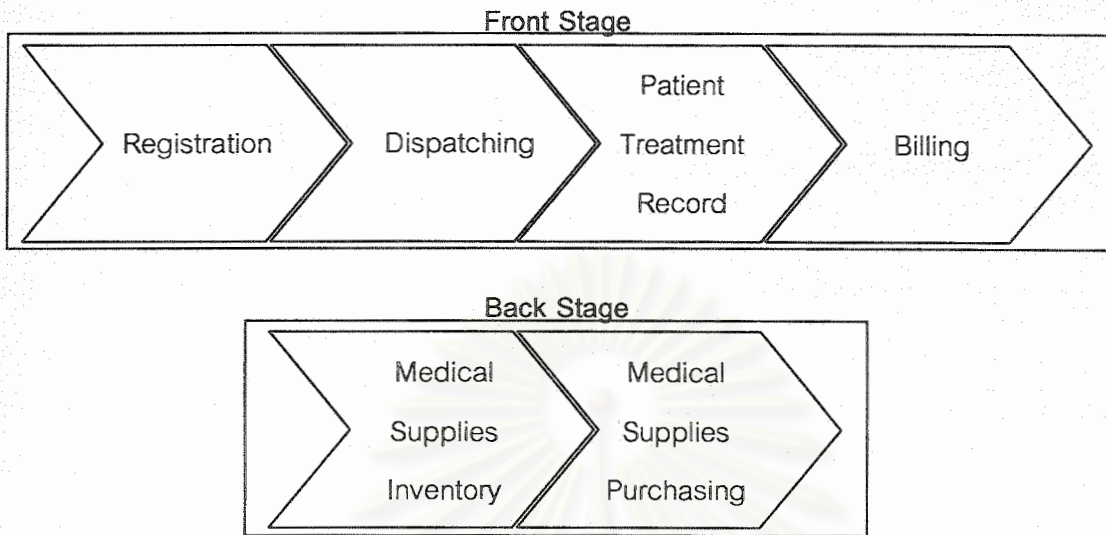 Front Stage
Registration
Dispatching
Patient
Treatment
Record
Billing
Back Stage
Medical
Supplies
Inventory
Medical
Supplies
Purchasing